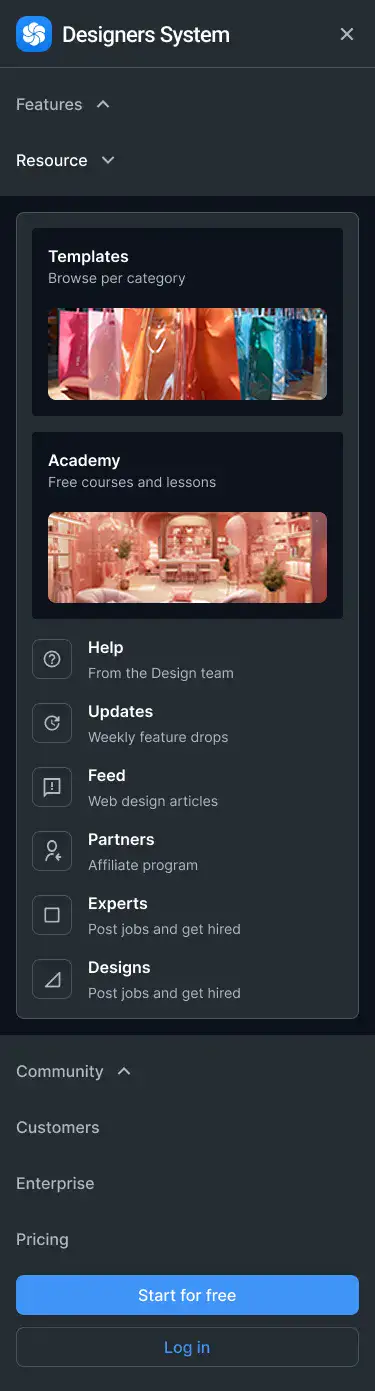 Designers System
Features
Resource
Templates
Browse per category
Academy
Free courses and lessons
Help
From the Design team
Updates
Weekly feature drops
Feed
Web design articles
Partners
Affiliate program
Experts
Post jobs and get hired
Designs
Post jobs and get hired
Community
Customers
Enterprise
Pricing
Start for free
Log in